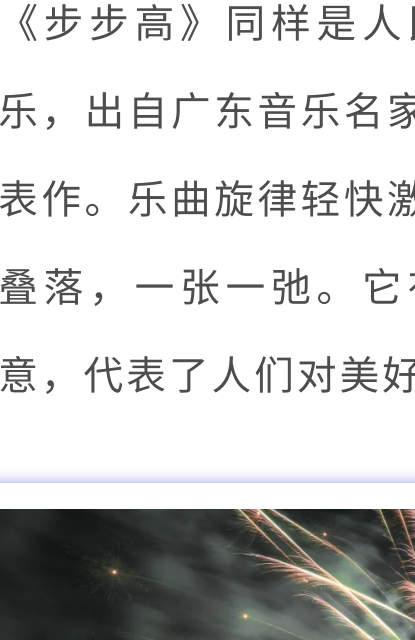 《步步高》同样是人
乐，出自广东音乐名家
表作。乐曲旋律轻快激
叠落，一张一弛。它
意，代表了人们对美好